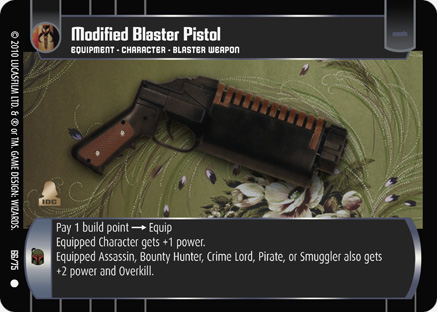 Modified Blaster Pistol
EQUIPMENT - CHARACTER - BLASTER WEAPON
© 2010 LUCASFILM LTD. & ® or TM. GAME DESIGN: WIZARDS.
IDC
Pay 1 build point → Equip
Equipped Character gets +1 power.
Equipped Assassin, Bounty Hunter, Crime Lord, Pirate, or Smuggler also gets
+2 power and Overkill.